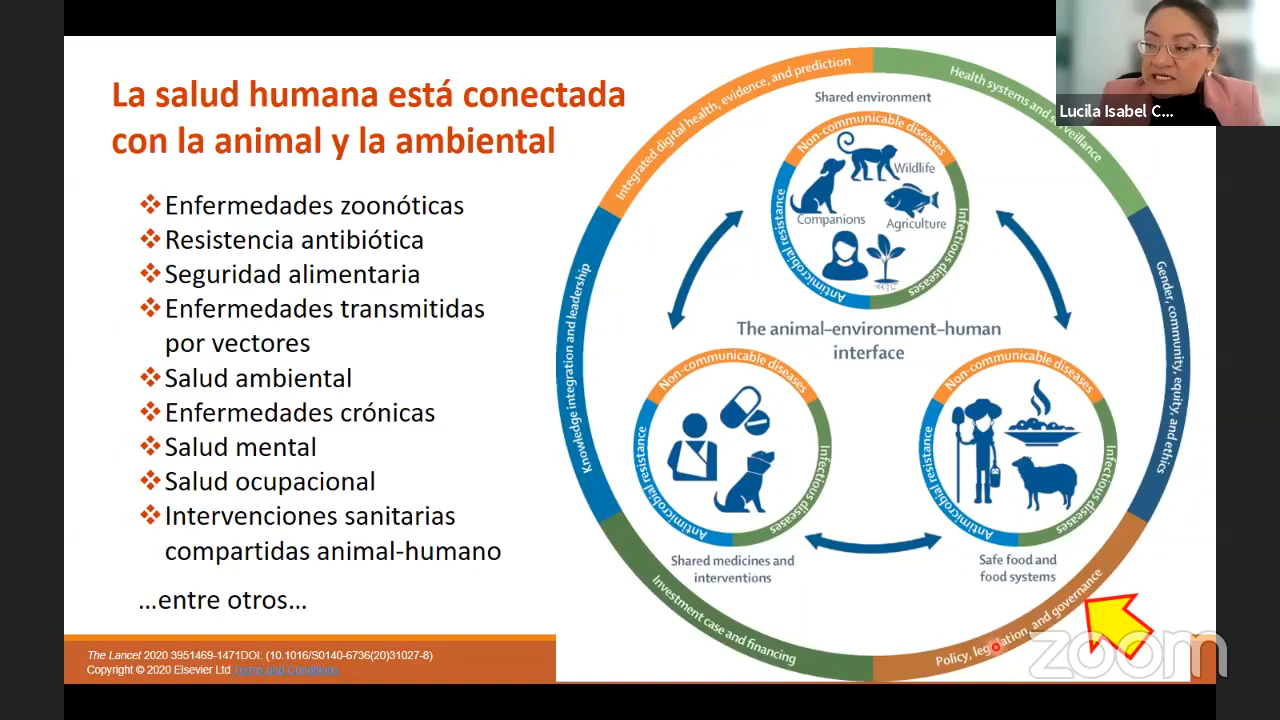 La salud humana está conectada
con la animal y la ambiental
Enfermedades zoonóticas
Resistencia antibiótica
Seguridad alimentaria
Enfermedades transmitidas
por vectores
Salud ambiental
Enfermedades crónicas
Salud mental
Salud ocupacional
Intervenciones sanitarias
compartidas animal-humano
...entre otros...
The Lancet 2020 3951469-1471DOI: (10.1016/S0140-6736(20)31027-8)
Copyright © 2020 Elsevier Ltd Terms and Conditions
Integrated digital health, evidence, and prediction
Health systems and surveillance
Gender, community, equity, and ethics
Policy, legislation, and governance
Investment case and financing
Knowledge integration and leadership
Shared environment
Non-communicable diseases
Infectious diseases
Antimicrobial resistance
Wildlife
Companions
Agriculture
The animal–environment–human
interface
Non-communicable diseases
Infectious diseases
Antimicrobial resistance
Shared medicines and
interventions
Non-communicable diseases
Infectious diseases
Antimicrobial resistance
Safe food and
food systems
Lucila Isabel C...
zoom